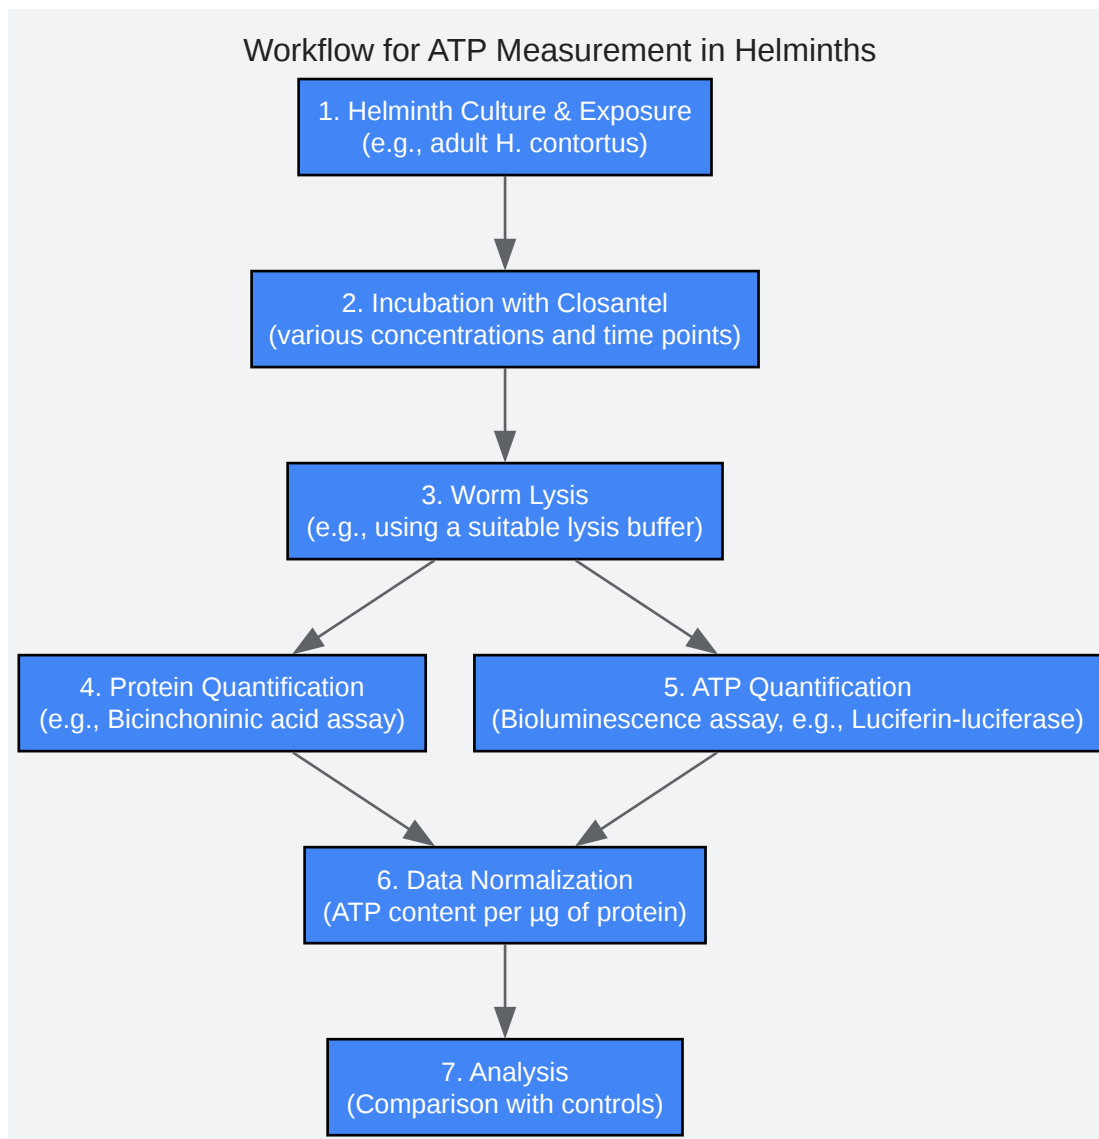 Workflow for ATP Measurement in Helminths
1. Helminth Culture & Exposure
(e.g., adult H. contortus)
2. Incubation with Closantel
(various concentrations and time points)
3. Worm Lysis
(e.g., using a suitable lysis buffer)
4. Protein Quantification
(e.g., Bicinchoninic acid assay)
5. ATP Quantification
(Bioluminescence assay, e.g., Luciferin-luciferase)
6. Data Normalization
(ATP content per µg of protein)
7. Analysis
(Comparison with controls)